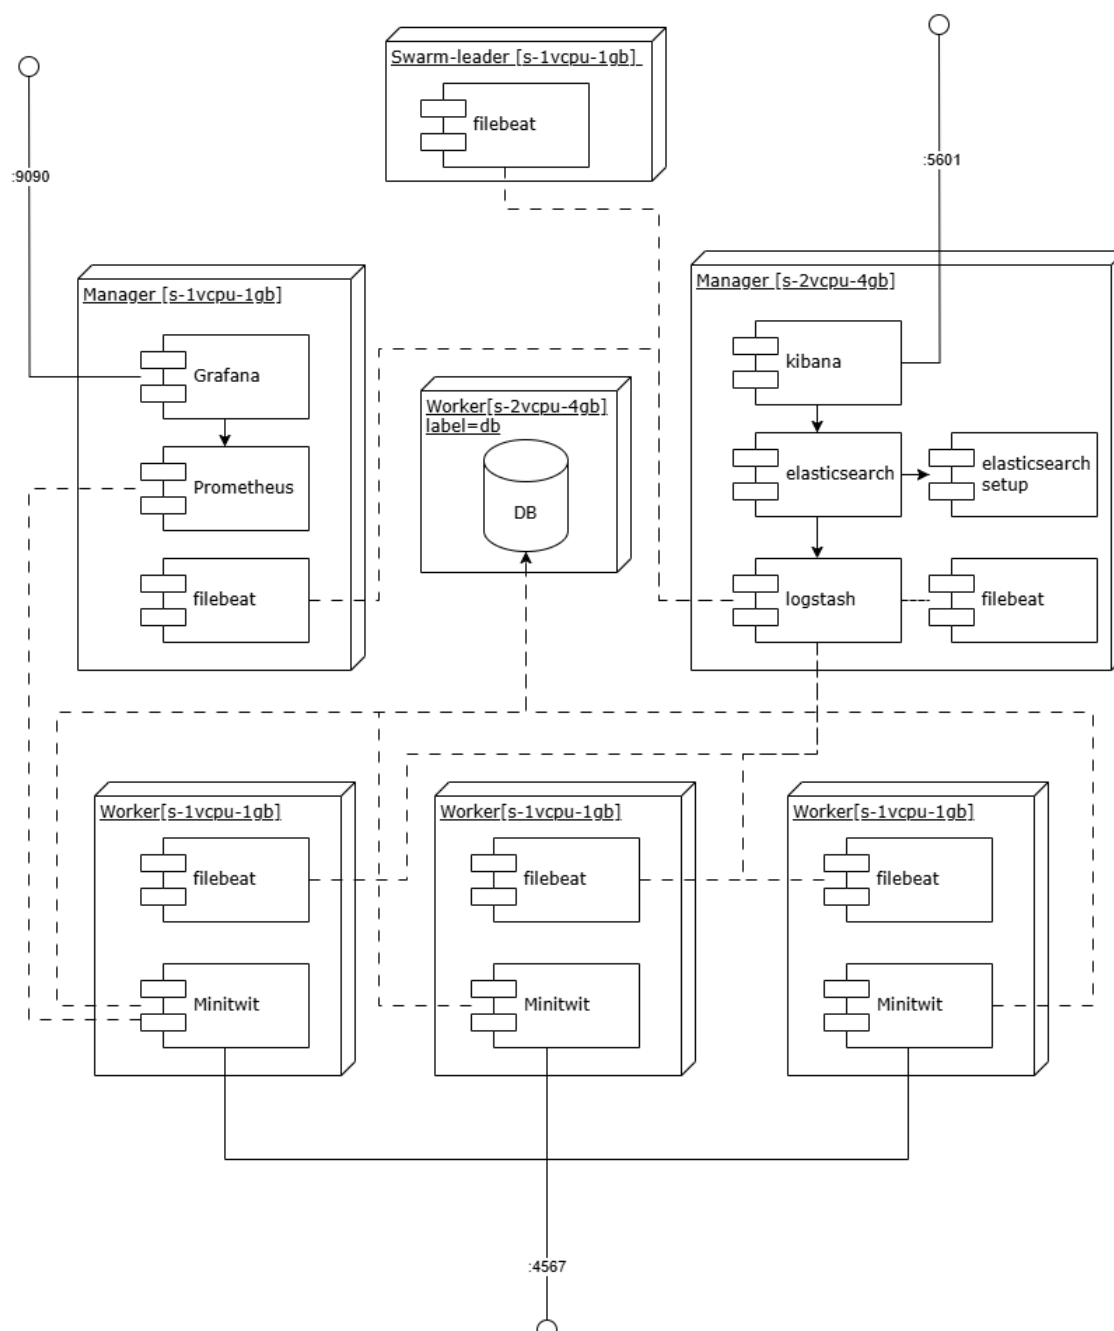 Swarm-leader [s-1vcpu-1gb]
filebeat
:9090
:5601
Manager [s-1vcpu-1gb]
Grafana
Prometheus
filebeat
Worker[s-2vcpu-4gb]
label=db
DB
Manager [s-2vcpu-4gb]
kibana
elasticsearch
elasticsearch
setup
logstash
filebeat
Worker[s-1vcpu-1gb]
filebeat
Minitwit
Worker[s-1vcpu-1gb]
filebeat
Minitwit
Worker[s-1vcpu-1gb]
filebeat
Minitwit
:4567